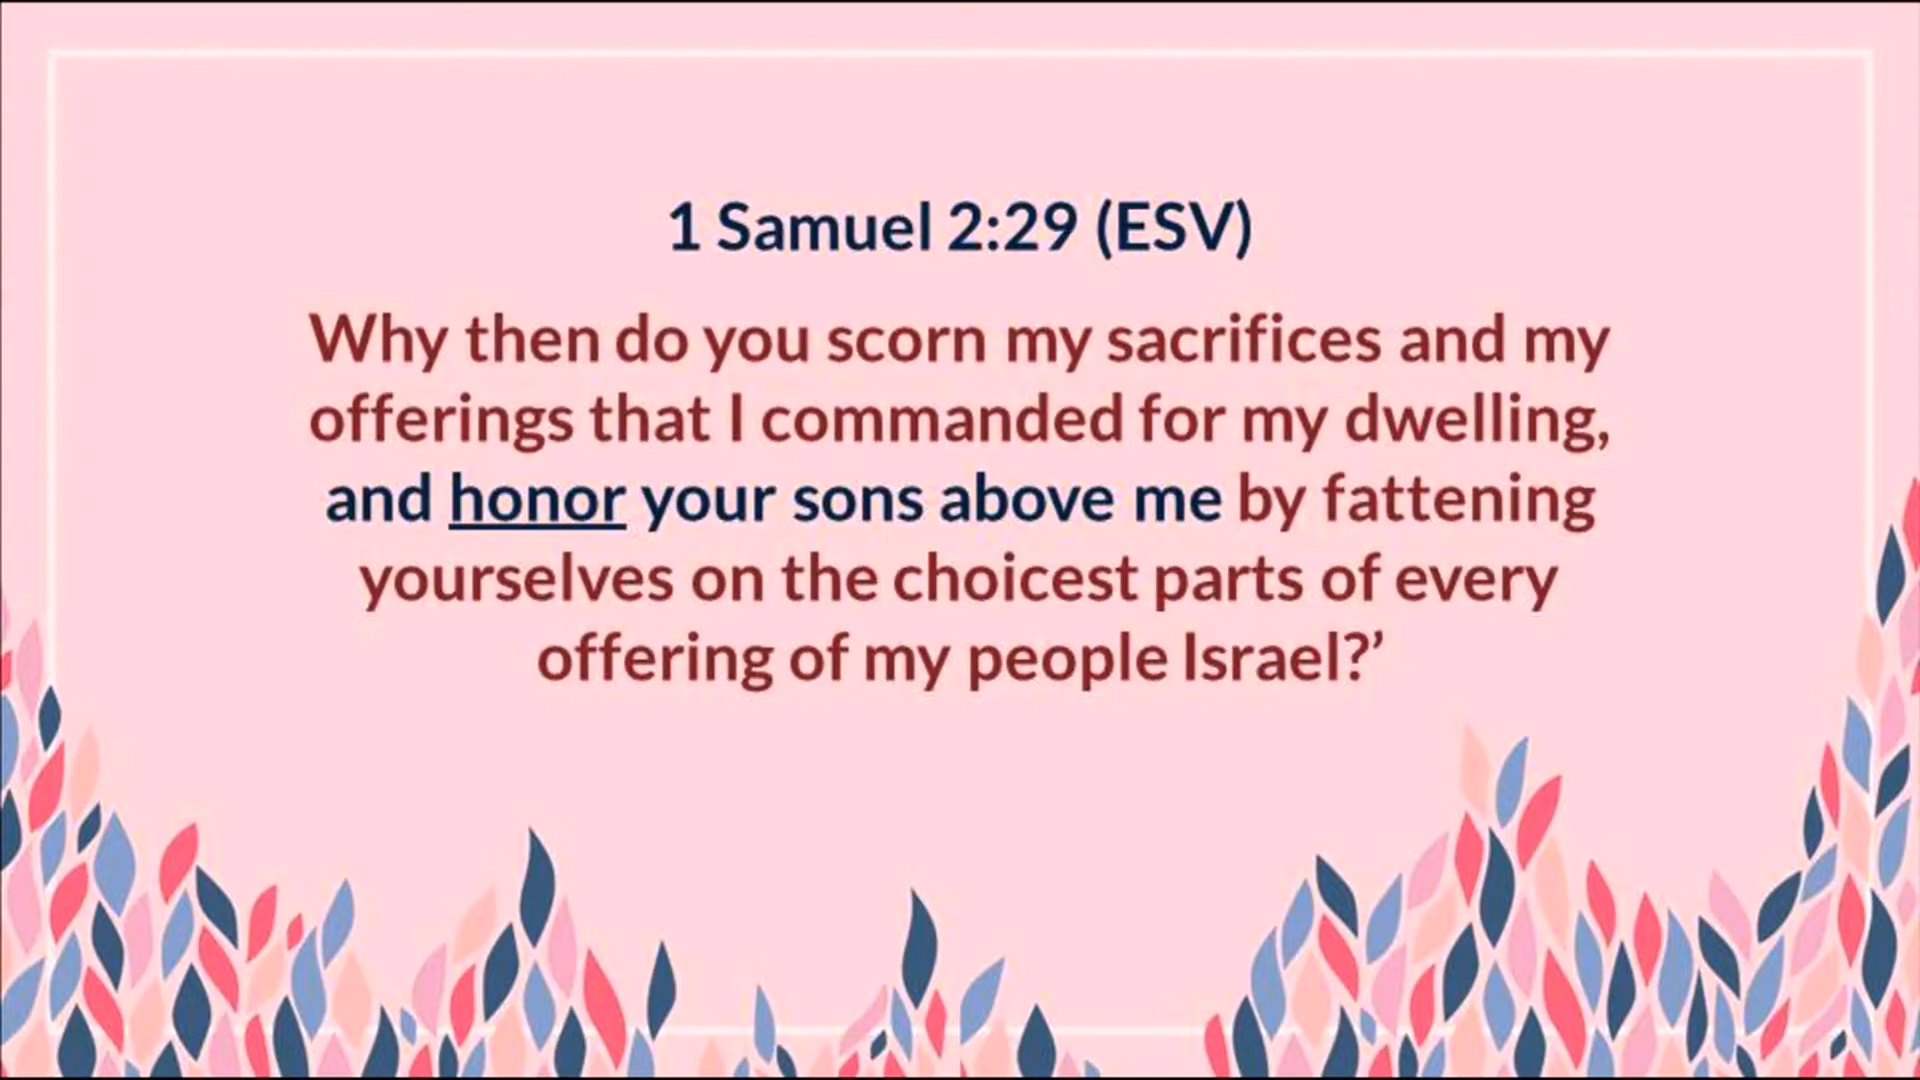 1 Samuel 2:29 (ESV)
Why then do you scorn my sacrifices and my
offerings that I commanded for my dwelling,
and honor your sons above me by fattening
yourselves on the choicest parts of every
offering of my people Israel?’